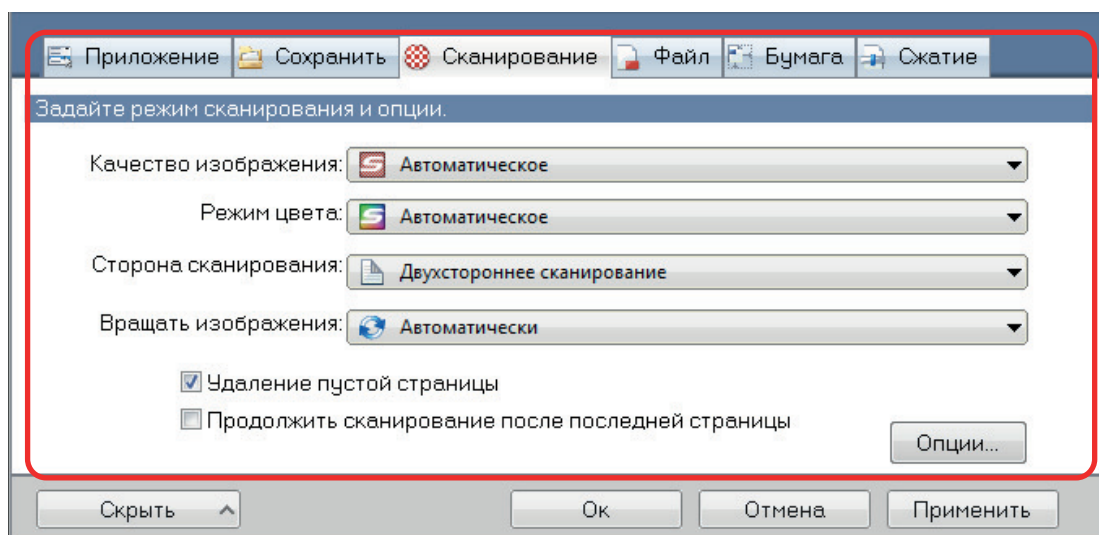 Приложение Сохранить Сканирование Файл Бумага Сжатие
Задайте режим сканирования и опции.
Качество изображения: Автоматическое
Режим цвета: Автоматическое
Сторона сканирования: Двухстороннее сканирование
Вращать изображения: Автоматически
Удаление пустой страницы
Продолжить сканирование после последней страницы
Опции...
Скрыть Ок Отмена Применить